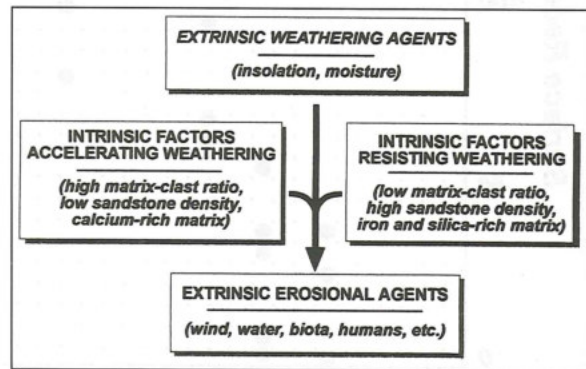 EXTRINSIC WEATHERING AGENTS
(insolation, moisture)
INTRINSIC FACTORS
ACCELERATING WEATHERING
(high matrix-clast ratio,
low sandstone density,
calcium-rich matrix)
INTRINSIC FACTORS
RESISTING WEATHERING
(low matrix-clast ratio,
high sandstone density,
iron and silica-rich matrix)
EXTRINSIC EROSIONAL AGENTS
(wind, water, biota, humans, etc.)